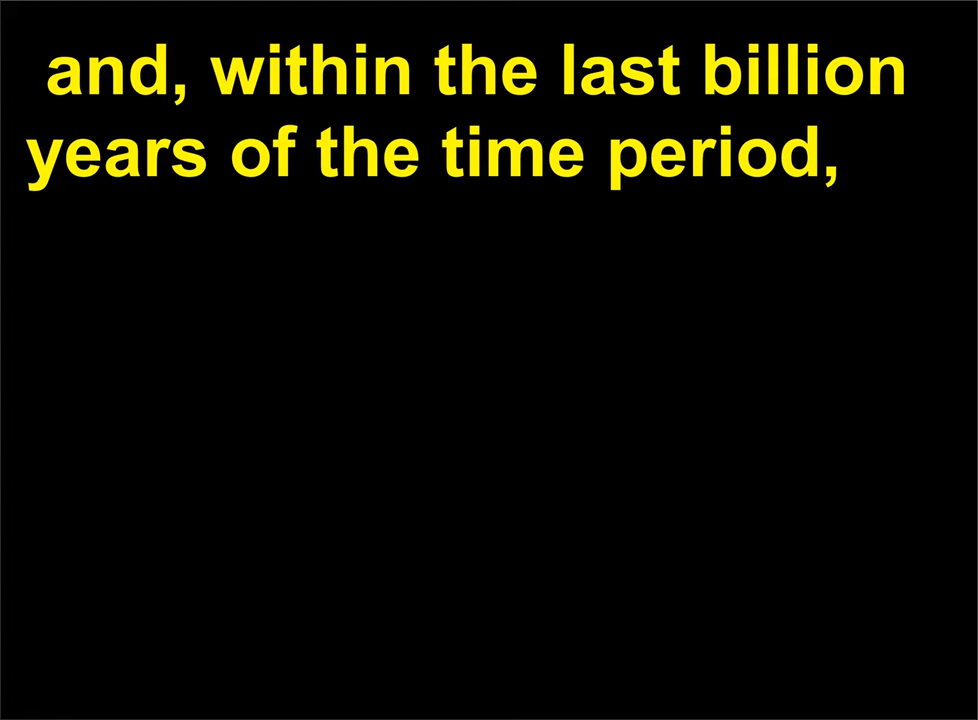 and, within the last billion
years of the time period,